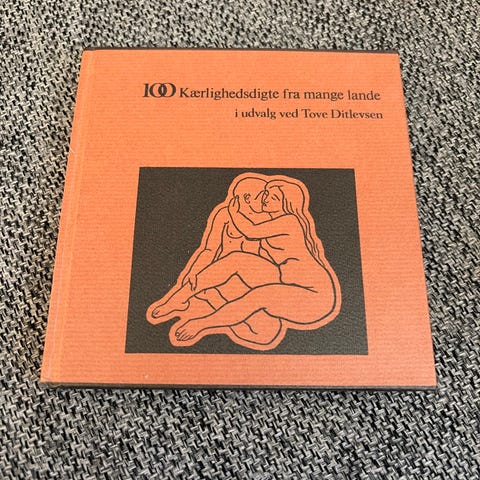 100 Kærlighedsdigte fra mange lande
i udvalg ved Tove Ditlevsen